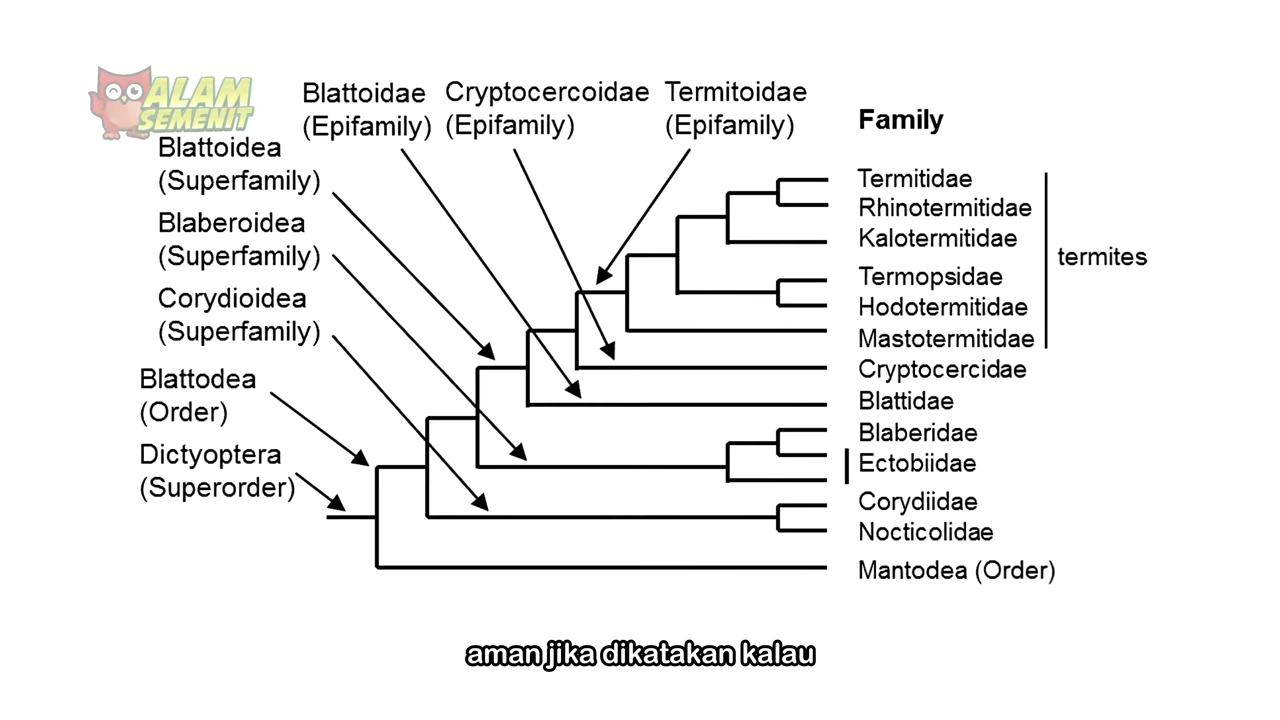 ALAM
SEMENIT
Blattoidae
(Epifamily)
Cryptocercoidae
(Epifamily)
Termitoidae
(Epifamily)
Family
Blattoidea
(Superfamily)
Blaberoidea
(Superfamily)
Corydioidea
(Superfamily)
Blattodea
(Order)
Dictyoptera
(Superorder)
Termitidae
Rhinotermitidae
Kalotermitidae
Termopsidae
Hodotermitidae
Mastotermitidae
termites
Cryptocercidae
Blattidae
Blaberidae
Ectobiidae
Corydiidae
Nocticolidae
Mantodea (Order)
aman jika dikatakan kalau